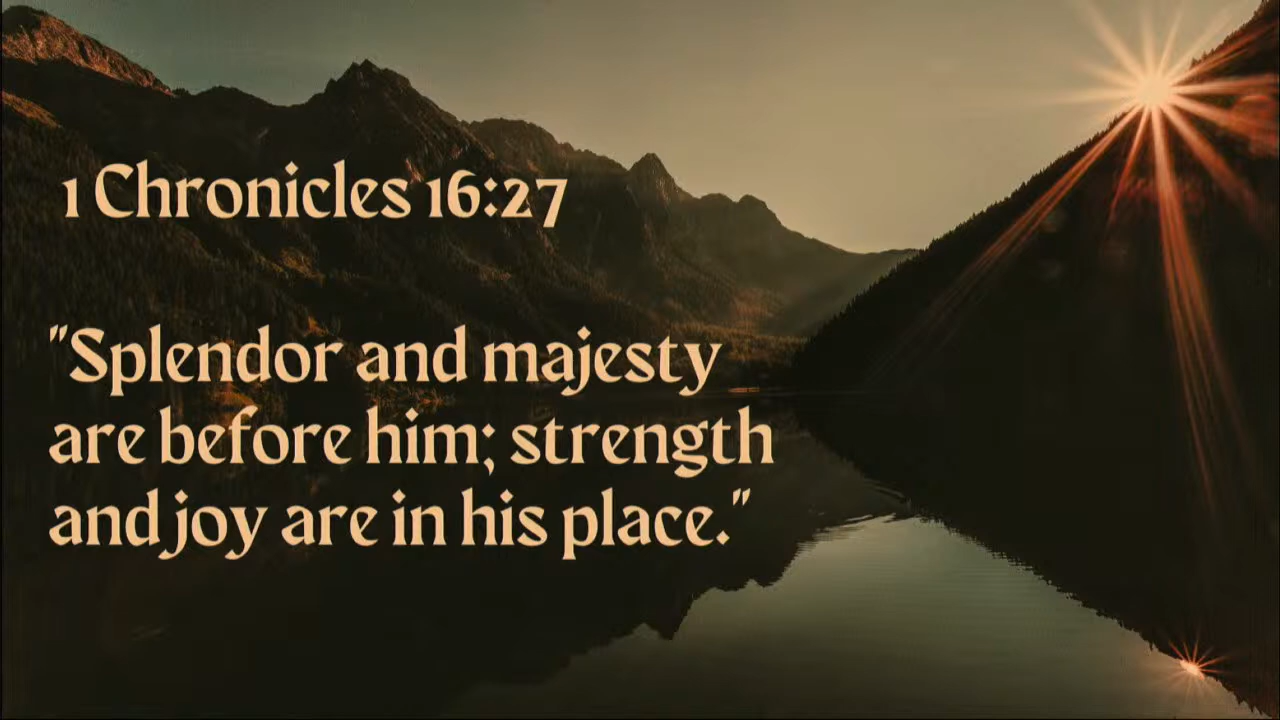 1 Chronicles 16:27
"Splendor and majesty
are before him; strength
and joy are in his place."